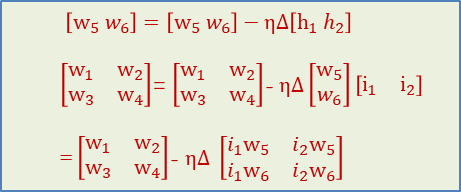 [w₅ w₆] = [w₅ w₆] − ηΔ[h₁ h₂]
[w₁ w₂
w₃ w₄] = [w₁ w₂
w₃ w₄] - ηΔ [w₅
w₆] [i₁ i₂]
= [w₁ w₂
w₃ w₄] - ηΔ [i₁w₅ i₂w₅
i₁w₆ i₂w₆]